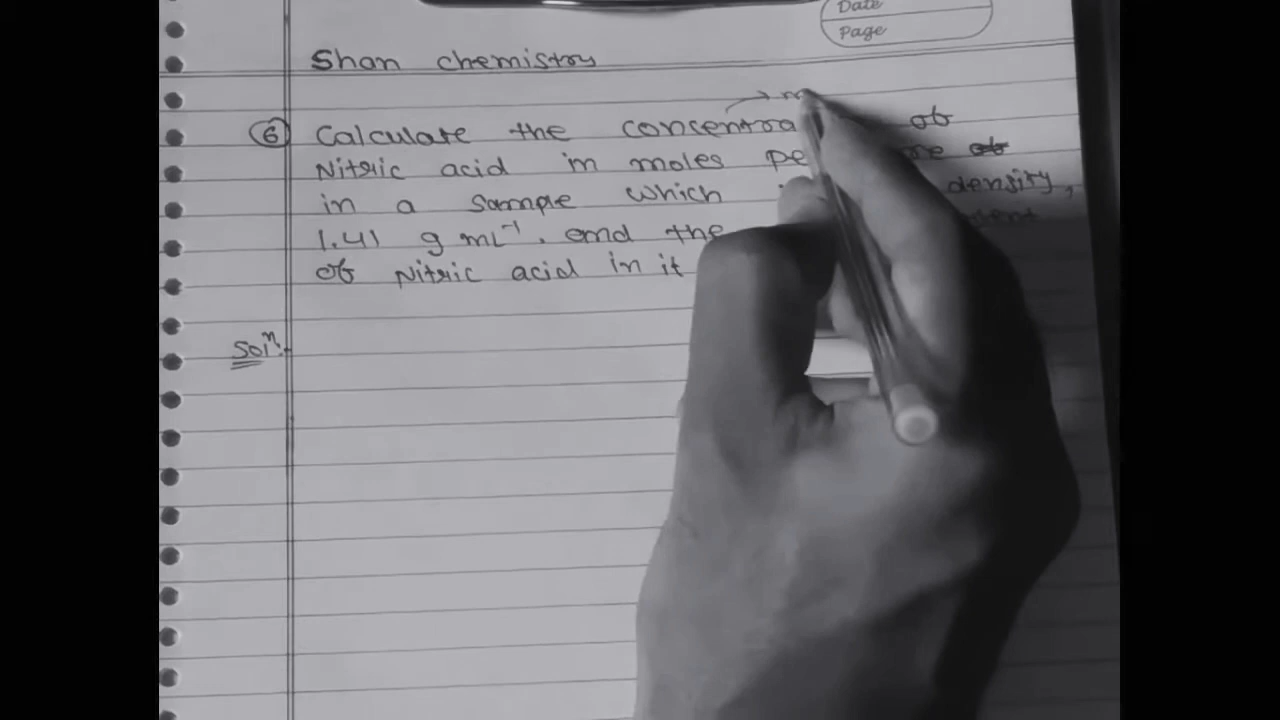 Date
Page
Shan chemistry
⑥ Calculate the concentra of
Nitric acid in moles pe
in a sample which density,
1.41 g mL⁻¹. and the
of Nitric acid in it
Solⁿ:-